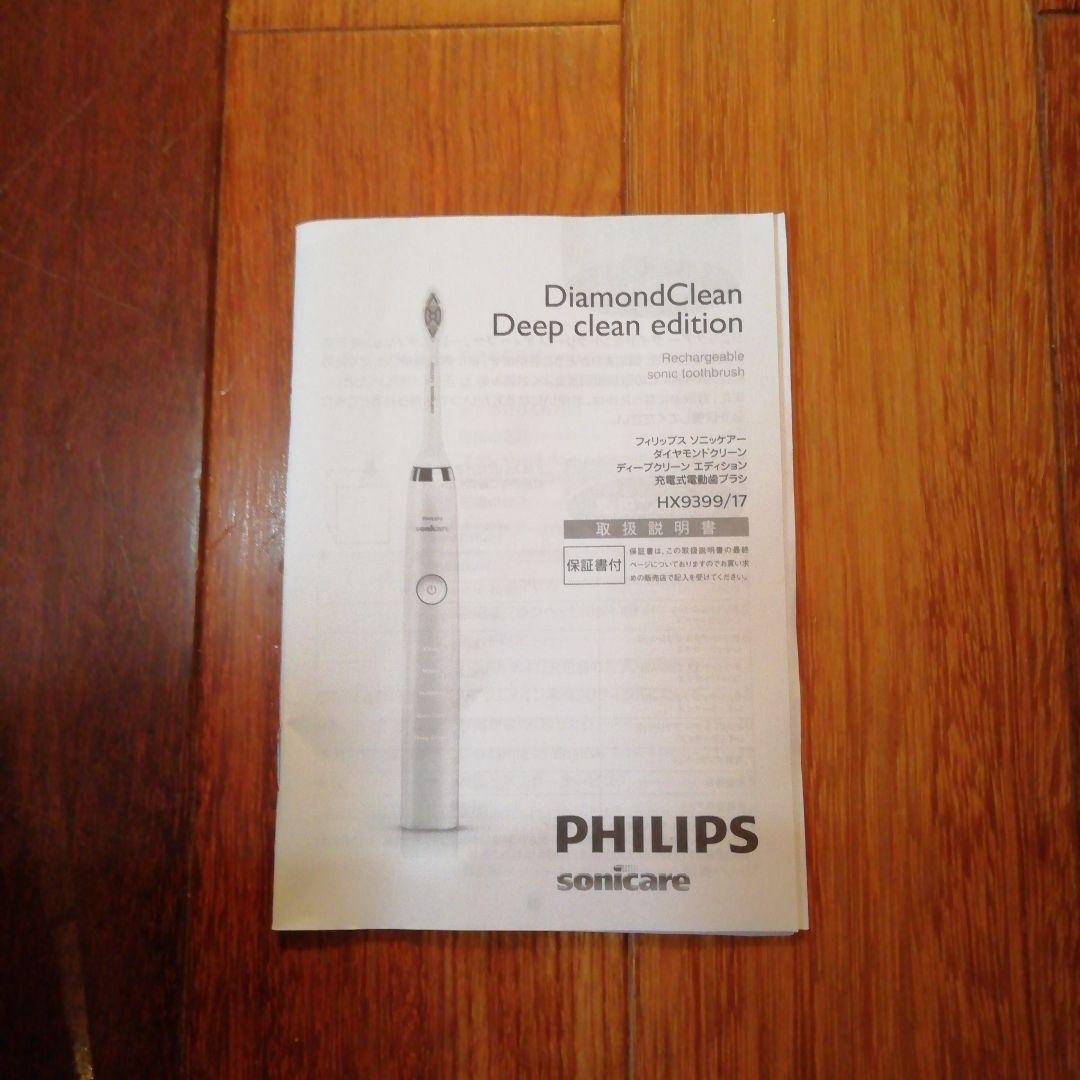 DiamondClean
Deep clean edition
Rechargeable
sonic toothbrush
フィリップス ソニッケアー
ダイヤモンドクリーン
ディープクリーン エディション
充電式電動歯ブラシ
HX9399/17
取扱説明書
保証書付
保証書は、この取扱説明書の最終
ページについておりますのでお買い求
めの販売店で記入を受けてください。
PHILIPS
sonicare
PHILIPS
sonicare